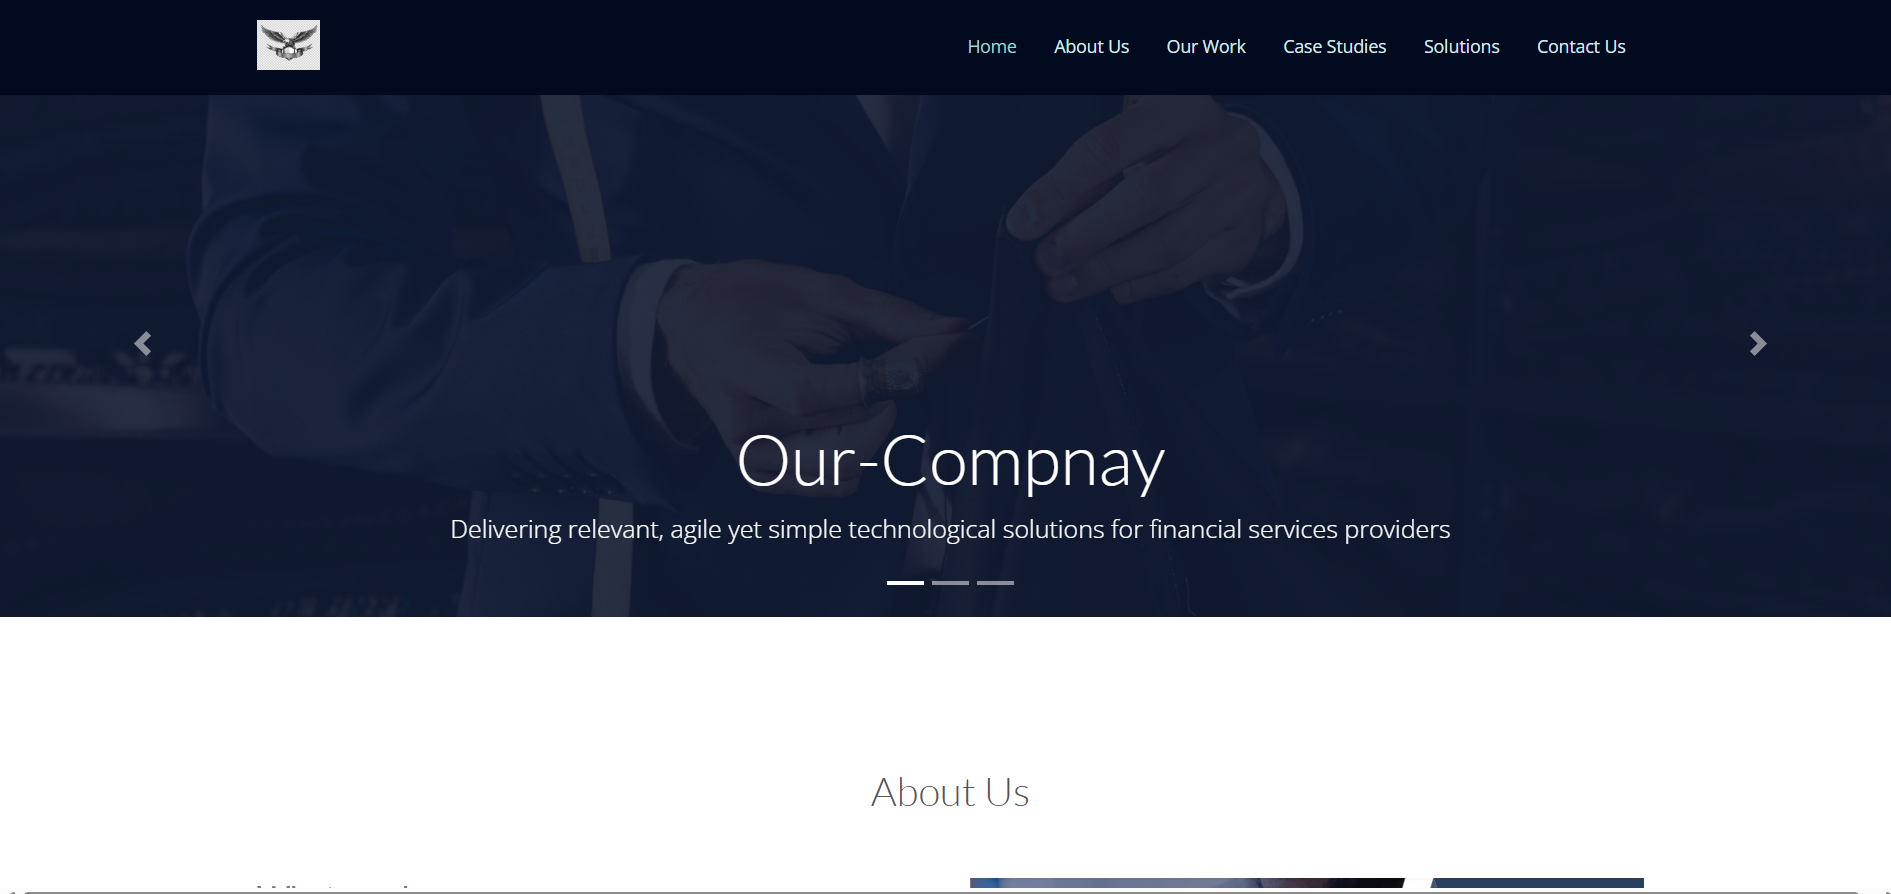 Home About Us Our Work Case Studies Solutions Contact Us
Our-Compnay
Delivering relevant, agile yet simple technological solutions for financial services providers
About Us